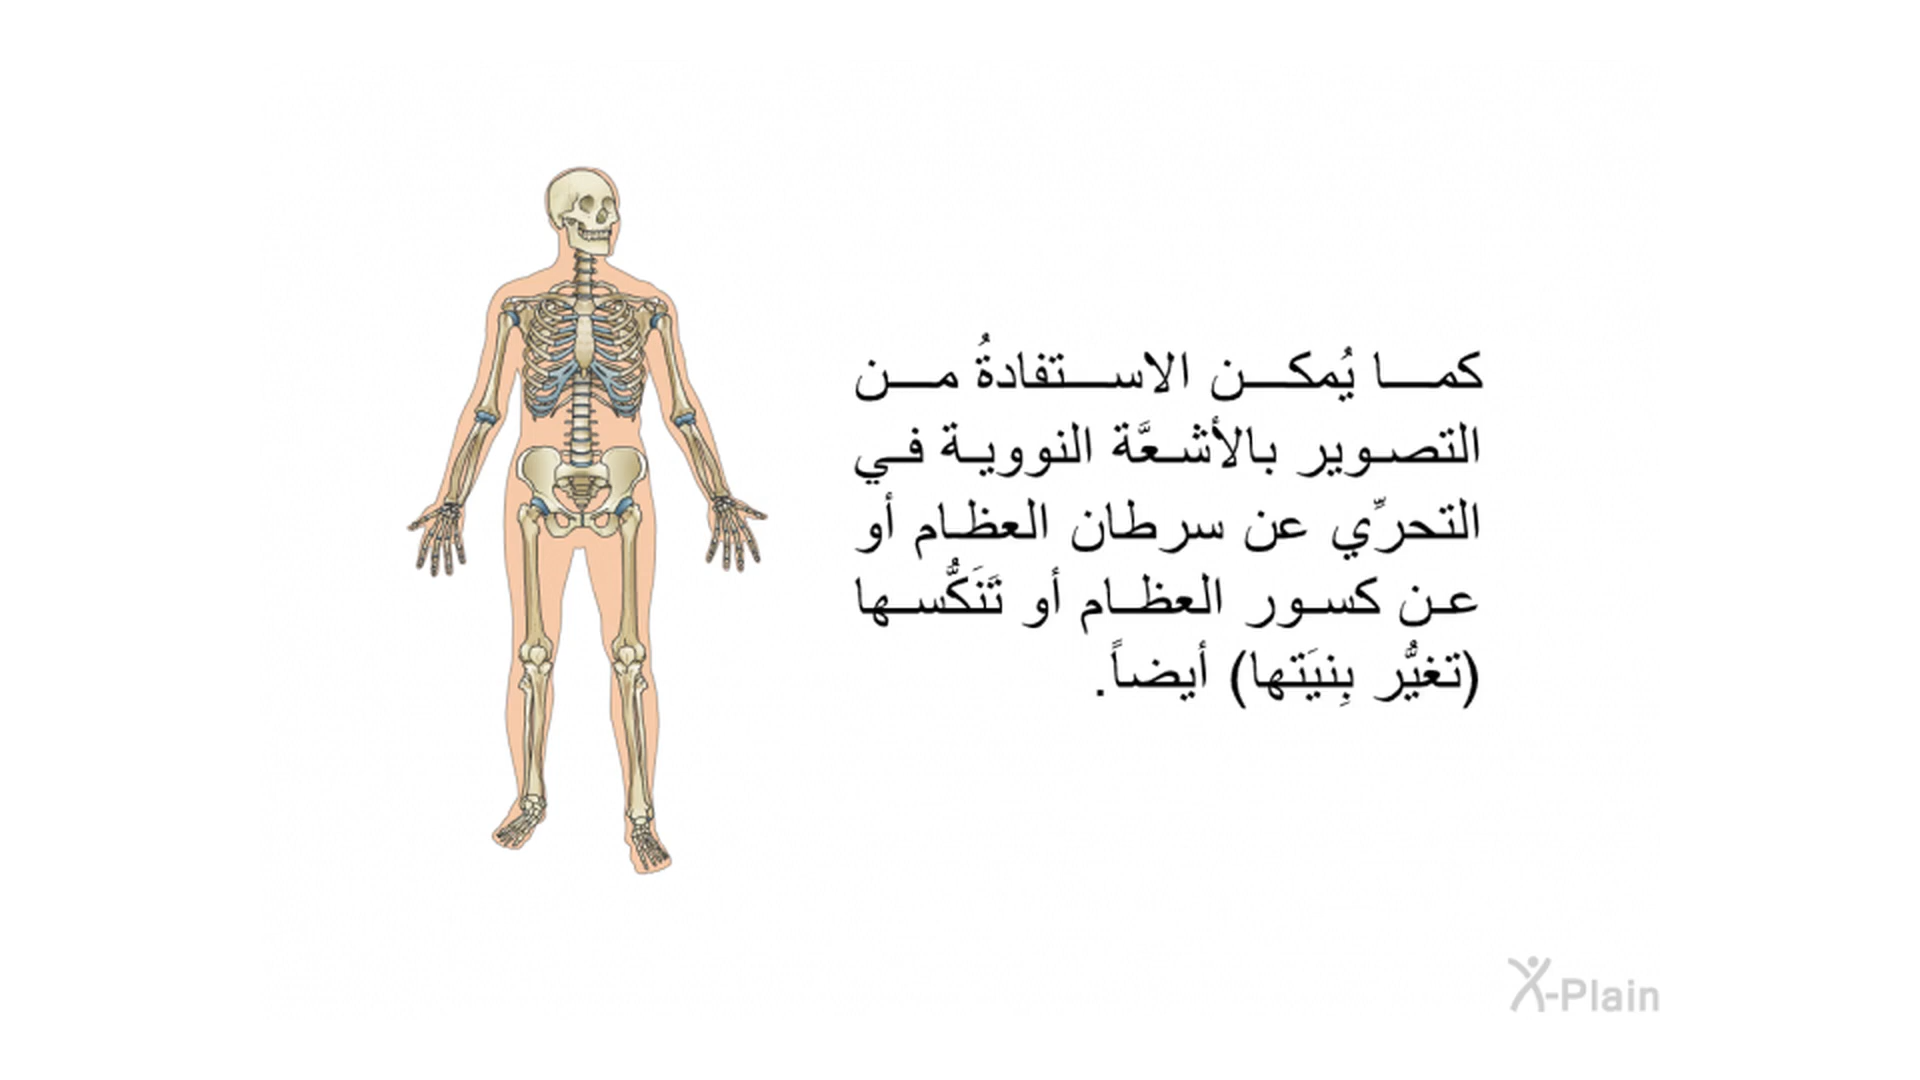 كما يُمكن الاستفادةُ من
التصوير بالأشعَّة النووية في
التحرِّي عن سرطان العظام أو
عن كسور العظام أو تَنَكُّسها
(تغيُّر بِنيَتها) أيضاً.
X-Plain